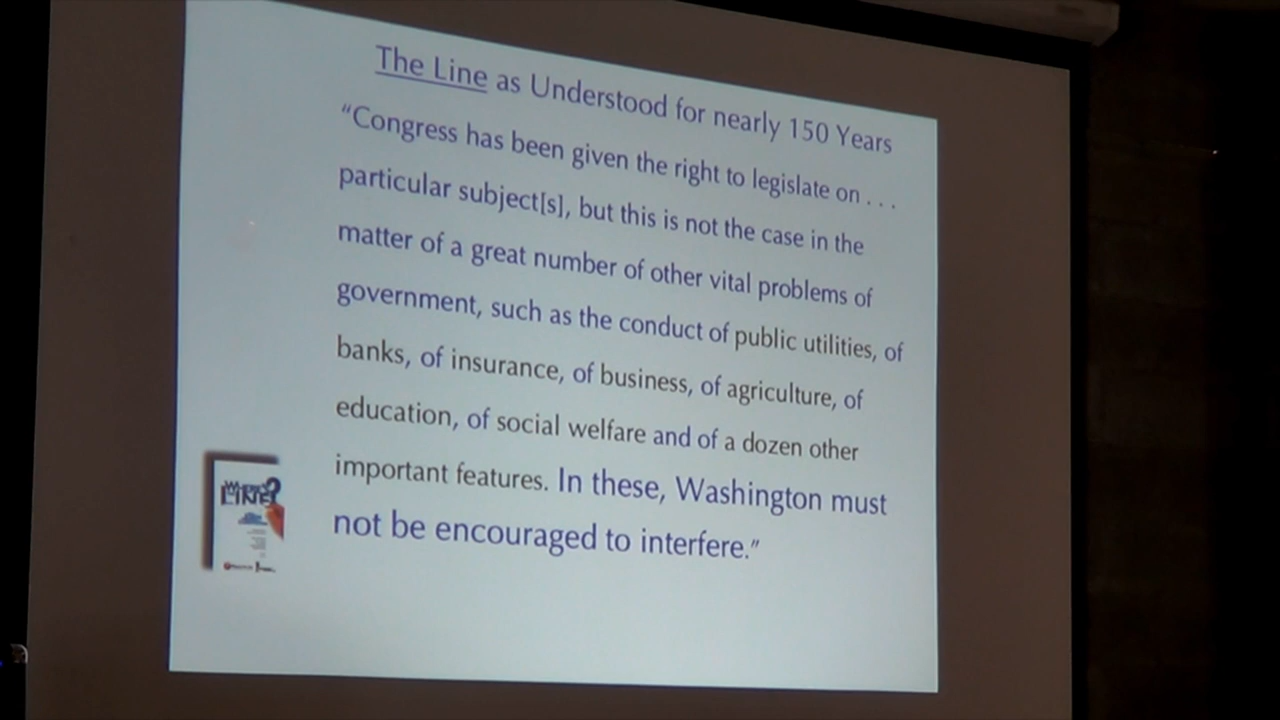 The Line as Understood for nearly 150 Years
“Congress has been given the right to legislate on . . .
particular subject[s], but this is not the case in the
matter of a great number of other vital problems of
government, such as the conduct of public utilities, of
banks, of insurance, of business, of agriculture, of
education, of social welfare and of a dozen other
important features. In these, Washington must
not be encouraged to interfere.”
LINE?